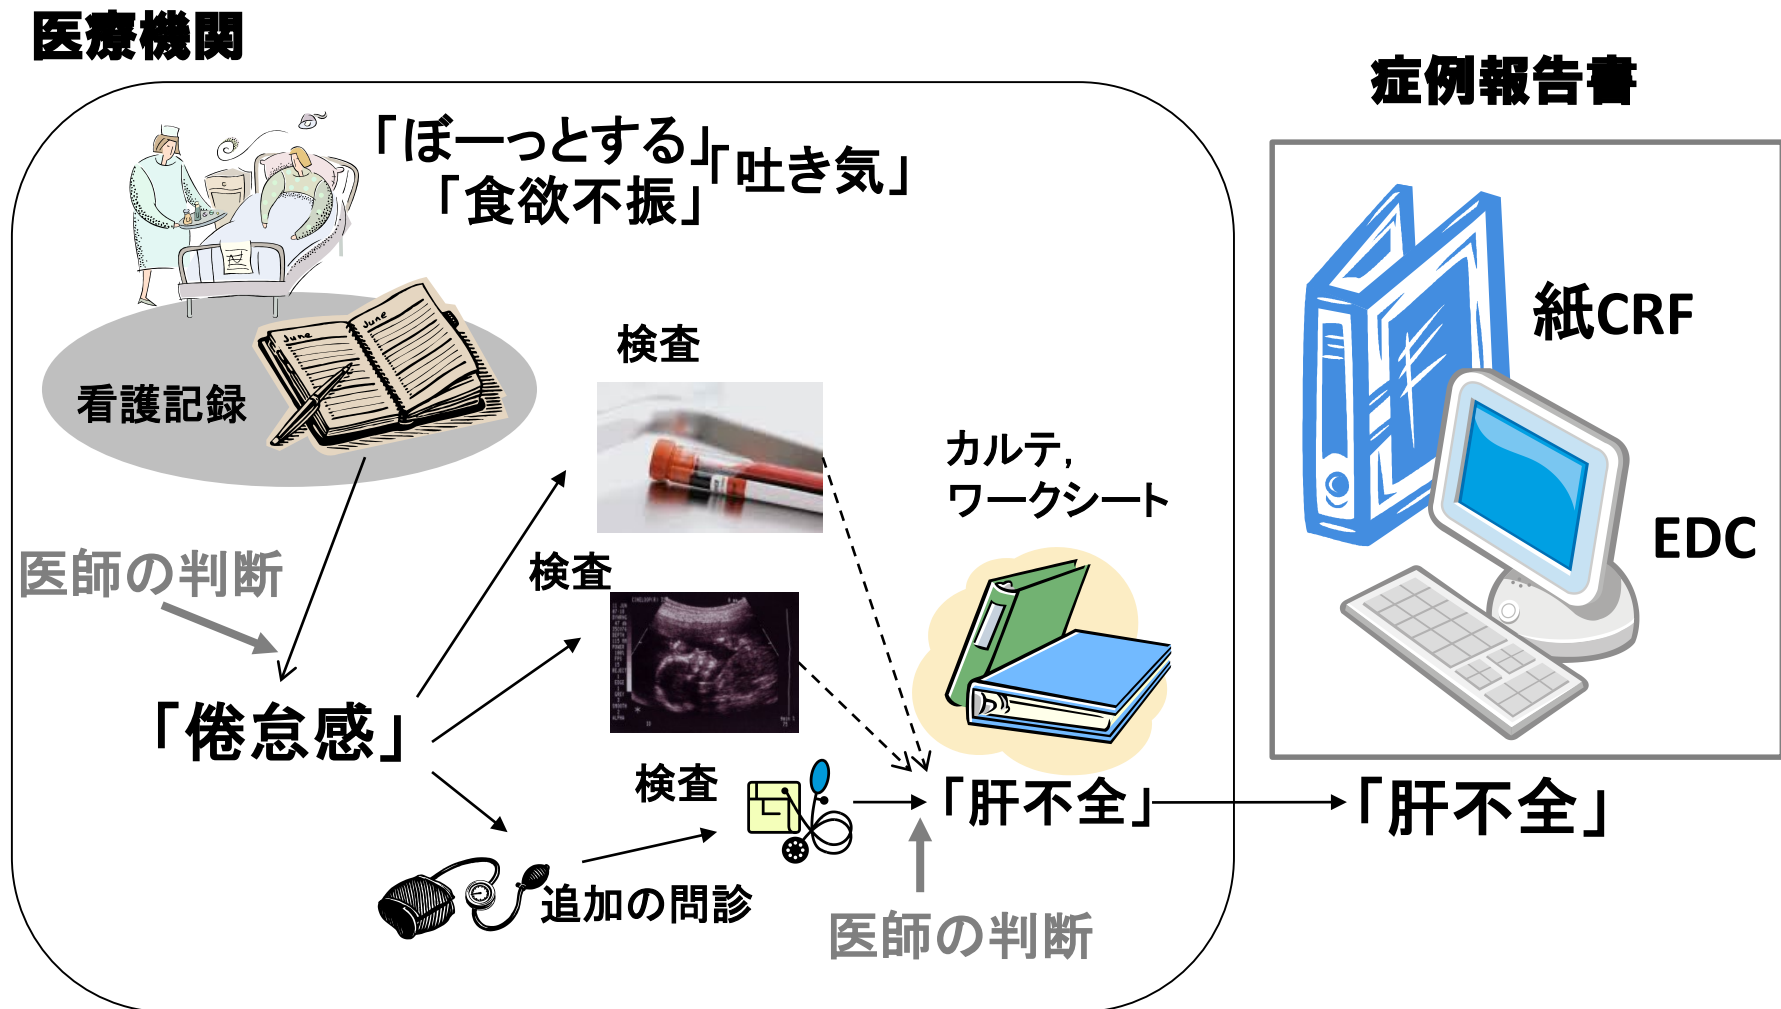 医療機関
症例報告書
「ぼーっとする」
「吐き気」
「食欲不振」
June
June
看護記録
検査
紙CRF
カルテ,
ワークシート
EDC
医師の判断
検査
「倦怠感」
検査
「肝不全」
「肝不全」
追加の問診
医師の判断